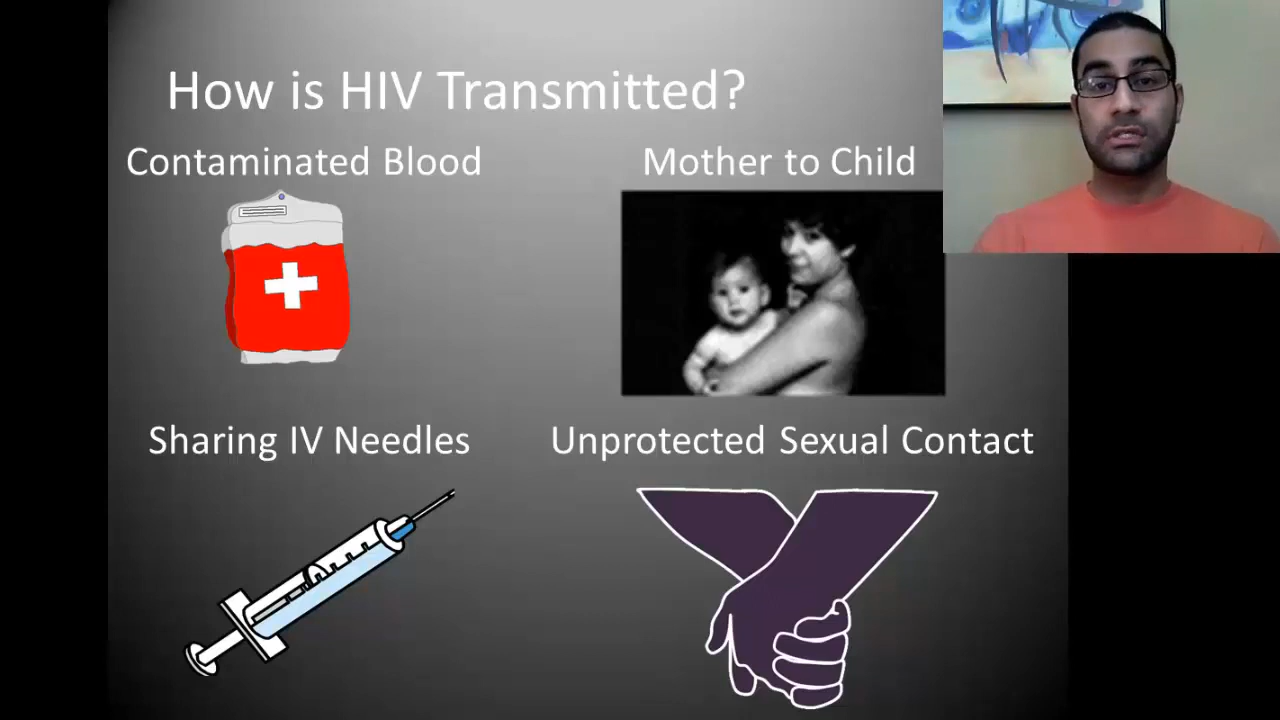 How is HIV Transmitted?
Contaminated Blood
Mother to Child
Sharing IV Needles
Unprotected Sexual Contact